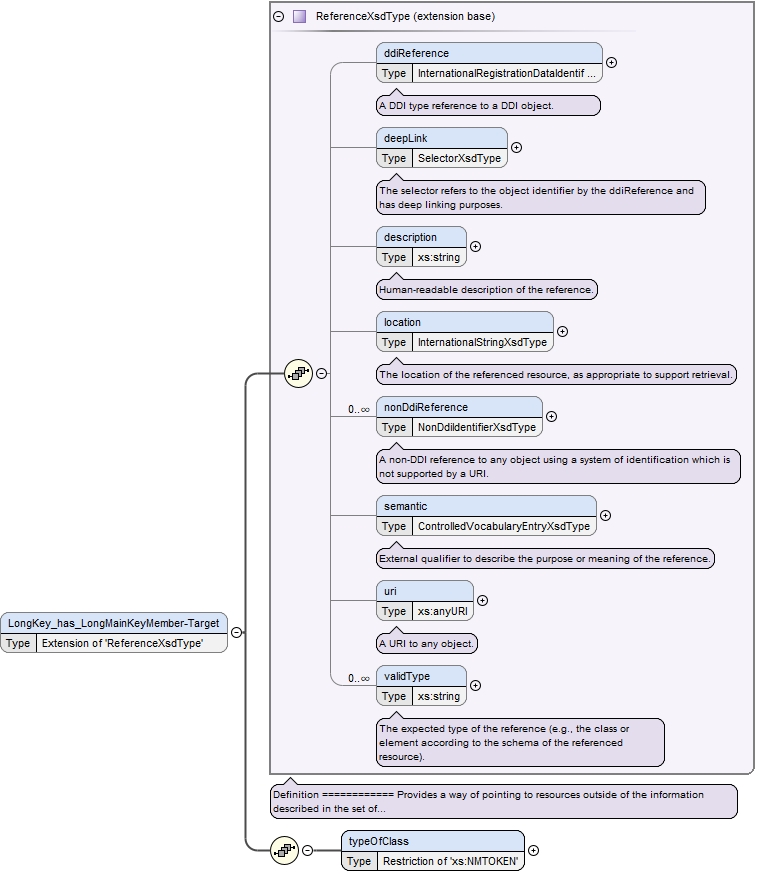 ReferenceXsdType (extension base)
ddiReference
Type InternationalRegistrationDataIdentif ...
A DDI type reference to a DDI object.
deepLink
Type SelectorXsdType
The selector refers to the object identifier by the ddiReference and
has deep linking purposes.
description
Type xs:string
Human-readable description of the reference.
location
Type InternationalStringXsdType
The location of the referenced resource, as appropriate to support retrieval.
0..∞ nonDdiReference
Type NonDdiIdentifierXsdType
A non-DDI reference to any object using a system of identification which is
not supported by a URI.
semantic
Type ControlledVocabularyEntryXsdType
External qualifier to describe the purpose or meaning of the reference.
uri
Type xs:anyURI
A URI to any object.
LongKey_has_LongMainKeyMember-Target
Type Extension of 'ReferenceXsdType'
0..∞ validType
Type xs:string
The expected type of the reference (e.g., the class or
element according to the schema of the referenced
resource).
Definition ============ Provides a way of pointing to resources outside of the information
described in the set of...
typeOfClass
Type Restriction of 'xs:NMTOKEN'